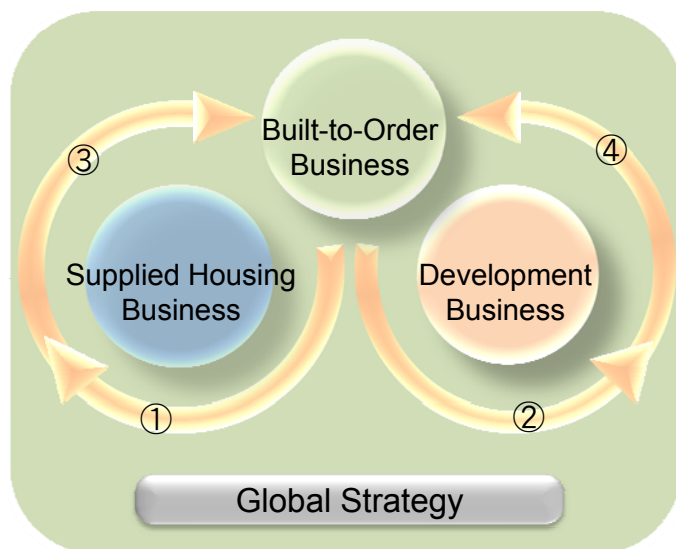 Built-to-Order
Business
③
④
Supplied Housing
Business
Development
Business
①
②
Global Strategy